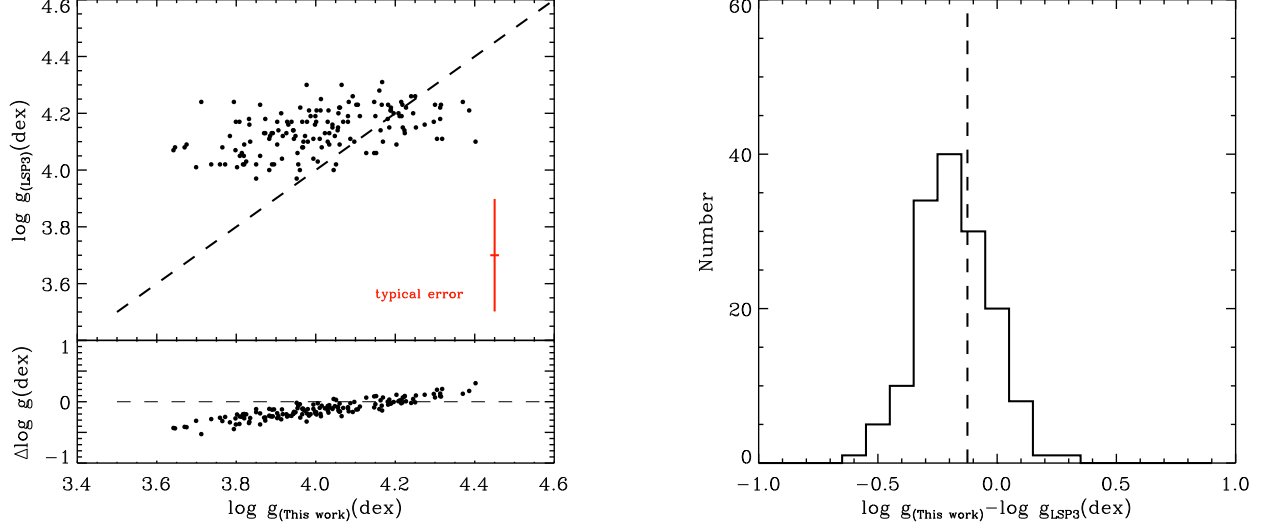 4.6
4.4
4.2
4.0
3.8
3.6
log g(LSP3)(dex)
typical error
1
0
−1
Δlog g(dex)
3.4 3.6 3.8 4.0 4.2 4.4 4.6
log g(This work)(dex)
60
40
20
0
Number
−1.0 −0.5 0.0 0.5 1.0
log g(This work)−log gLSP3(dex)